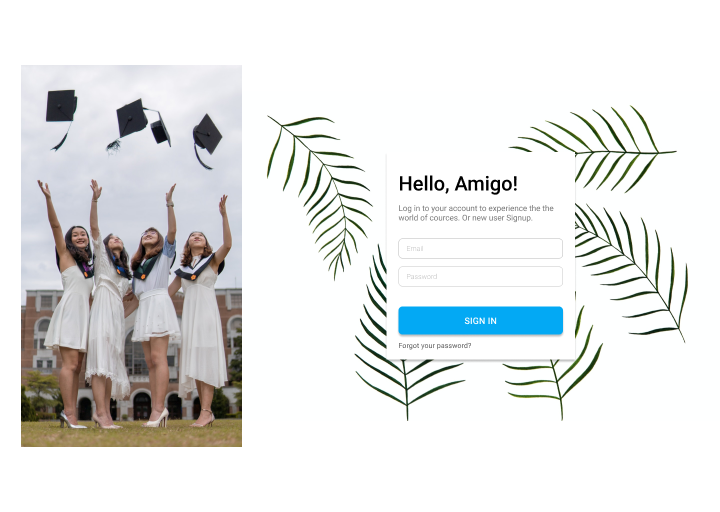 Hello, Amigo!
Log in to your account to experience the the
world of cources. Or new user Signup.
Email
Password
SIGN IN
Forgot your password?